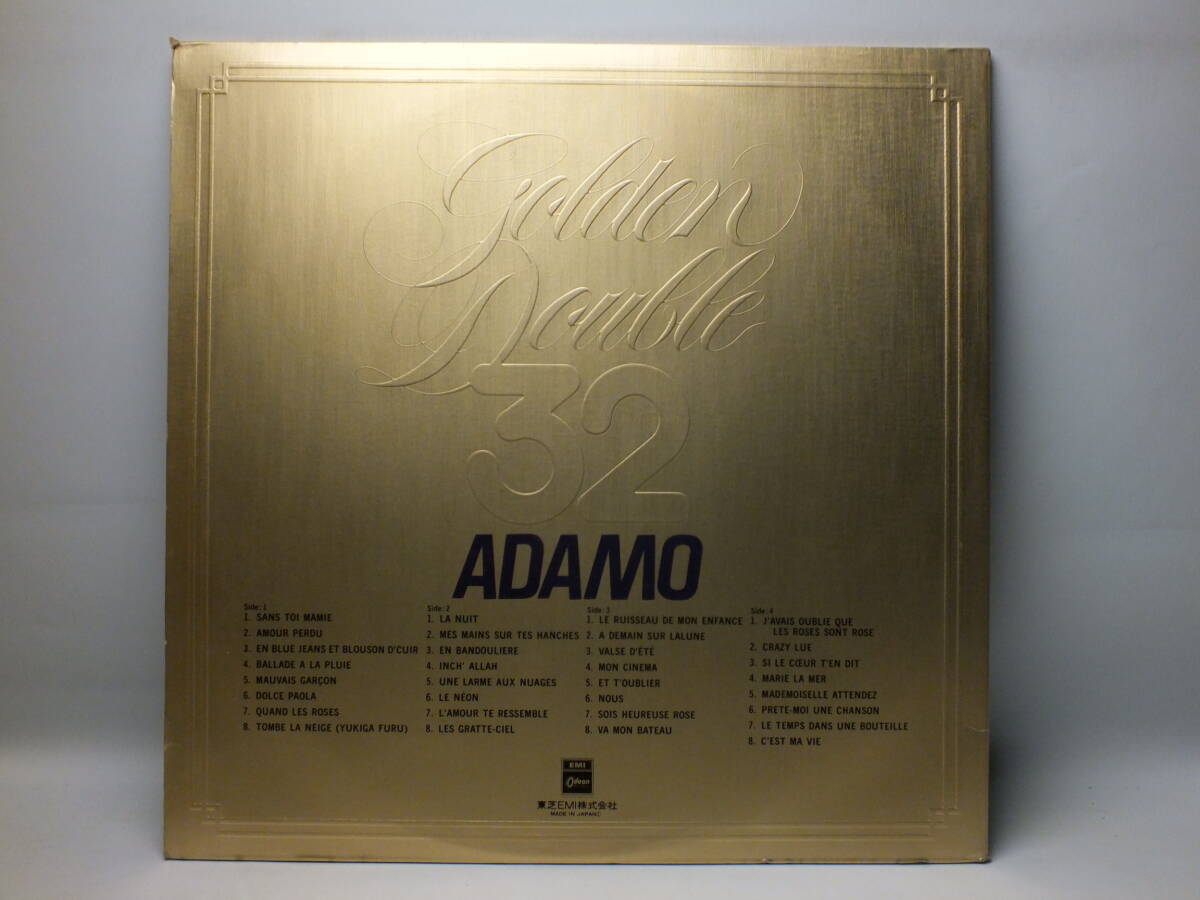 Golden
Double
32
ADAMO
Side: 1
1. SANS TOI MAMIE
2. AMOUR PERDU
3. EN BLUE JEANS ET BLOUSON D'CUIR
4. BALLADE A LA PLUIE
5. MAUVAIS GARÇON
6. DOLCE PAOLA
7. QUAND LES ROSES
8. TOMBE LA NEIGE (YUKIGA FURU)
Side: 2
1. LA NUIT
2. MES MAINS SUR TES HANCHES
3. EN BANDOULIERE
4. INCH' ALLAH
5. UNE LARME AUX NUAGES
6. LE NÉON
7. L'AMOUR TE RESSEMBLE
8. LES GRATTE-CIEL
Side: 3
1. LE RUISSEAU DE MON ENFANCE
2. A DEMAIN SUR LALUNE
3. VALSE D'ÉTÉ
4. MON CINEMA
5. ET T'OUBLIER
6. NOUS
7. SOIS HEUREUSE ROSE
8. VA MON BATEAU
Side: 4
1. J'AVAIS OUBLIE QUE
LES ROSES SONT ROSE
2. CRAZY LUE
3. SI LE CŒUR T'EN DIT
4. MARIE LA MER
5. MADEMOISELLE ATTENDEZ
6. PRETE-MOI UNE CHANSON
7. LE TEMPS DANS UNE BOUTEILLE
8. C'EST MA VIE
EMI
Odeon
東芝EMI株式会社
MADE IN JAPAN